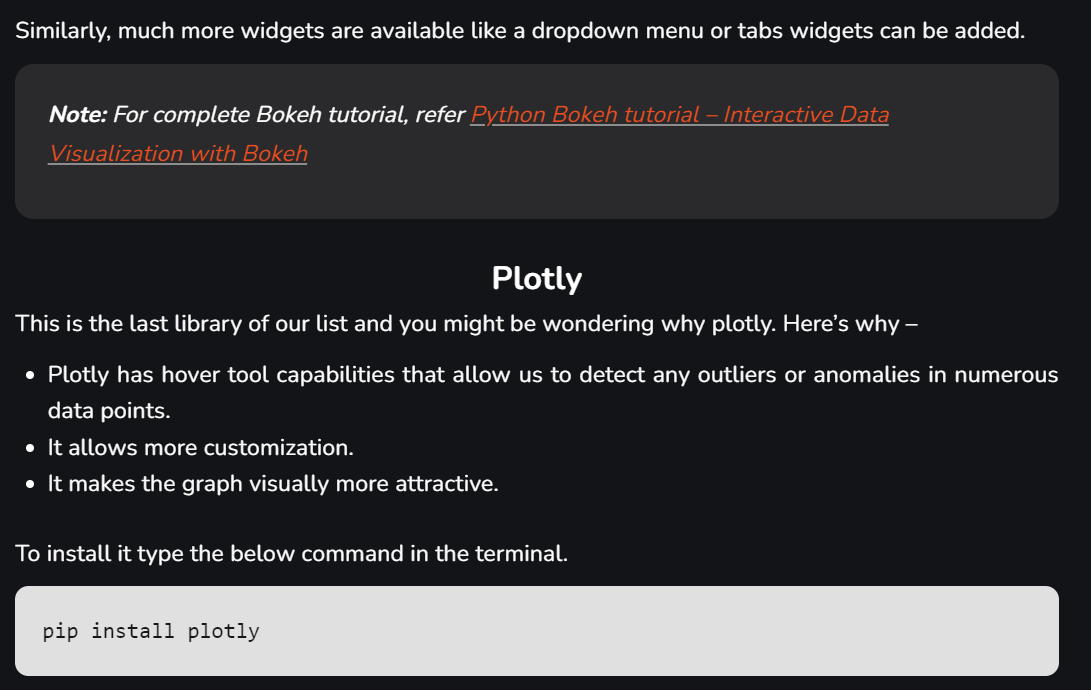 Similarly, much more widgets are available like a dropdown menu or tabs widgets can be added.
Note: For complete Bokeh tutorial, refer Python Bokeh tutorial – Interactive Data
Visualization with Bokeh
Plotly
This is the last library of our list and you might be wondering why plotly. Here’s why –
• Plotly has hover tool capabilities that allow us to detect any outliers or anomalies in numerous
data points.
• It allows more customization.
• It makes the graph visually more attractive.
To install it type the below command in the terminal.
pip install plotly